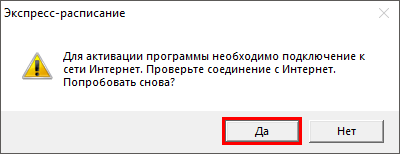 Экспресс-расписание
Для активации программы необходимо подключение к
сети Интернет. Проверьте соединение с Интернет.
Попробовать снова?
Да
Нет